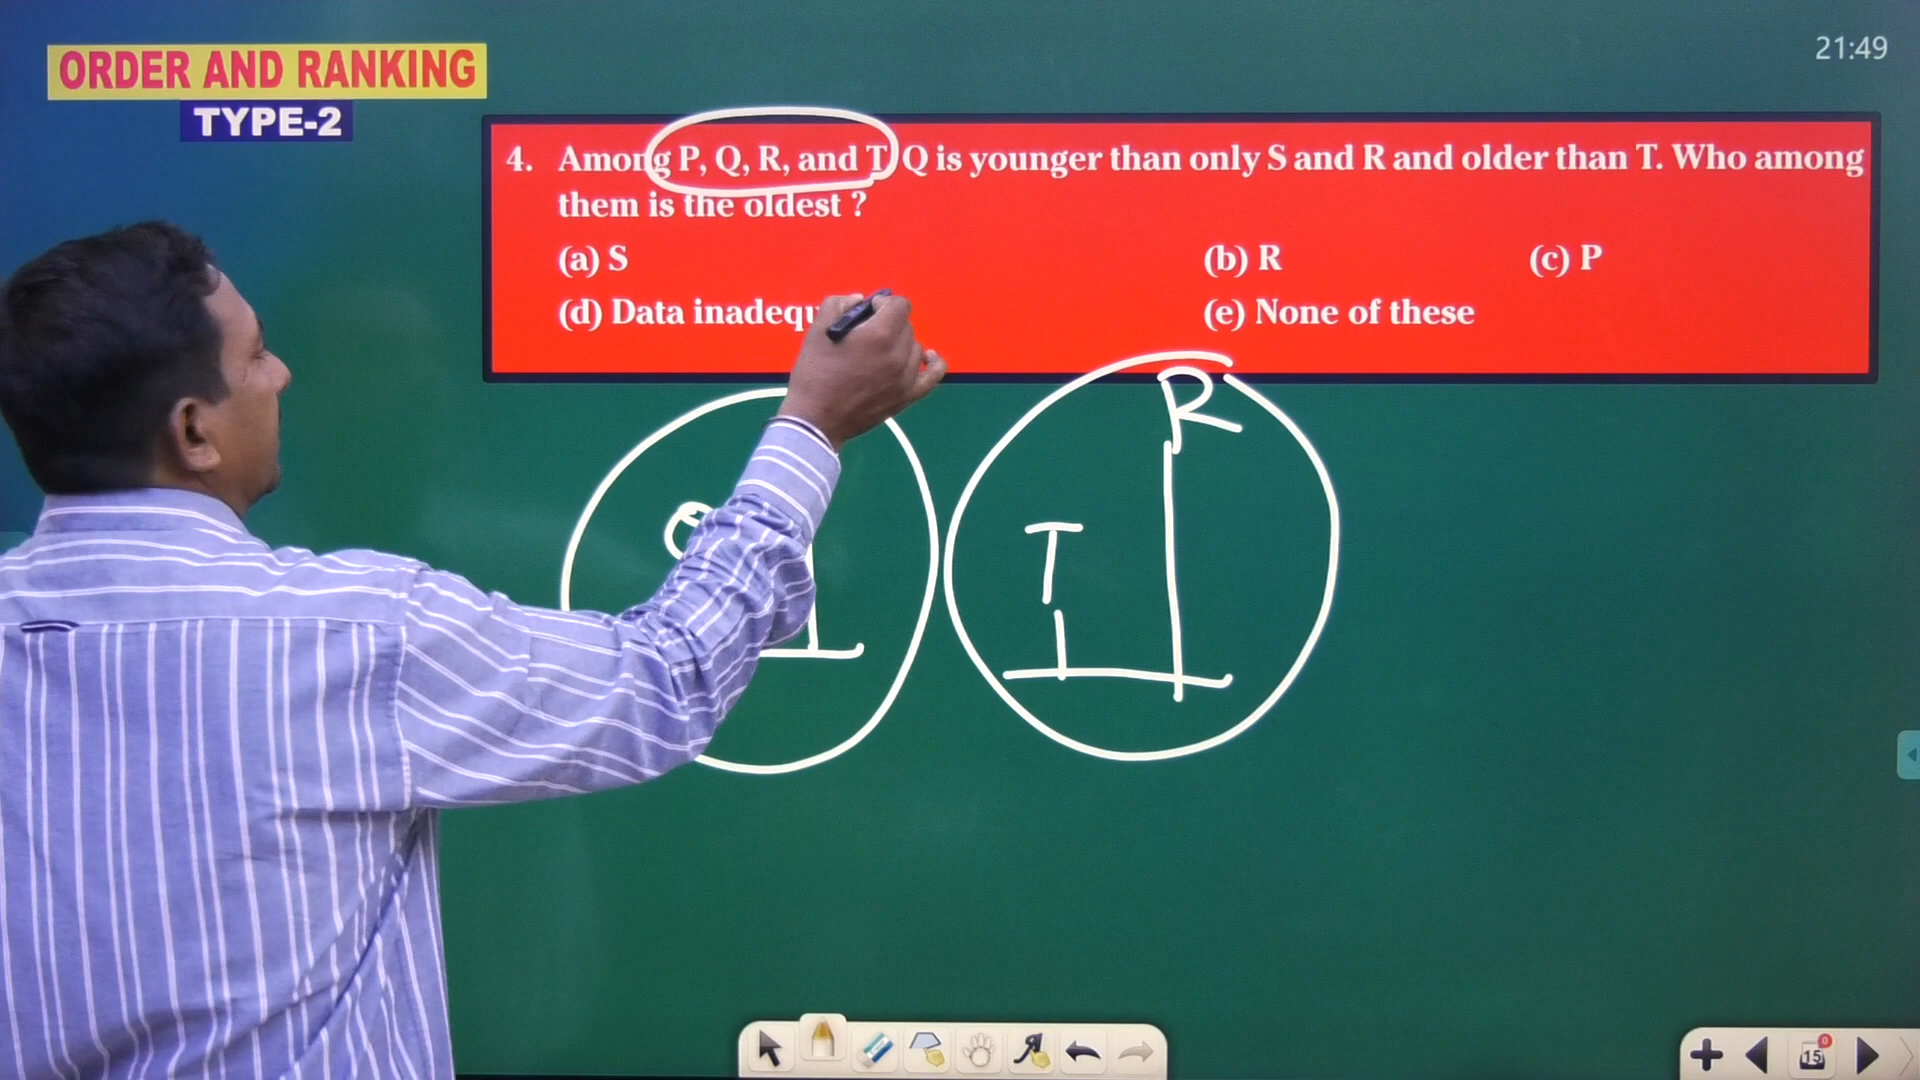 ORDER AND RANKING
TYPE-2
21:49
4. Among P, Q, R, and T Q is younger than only S and R and older than T. Who among
them is the oldest ?
(a) S (b) R (c) P
(d) Data (e) None of these
R
T
15
0